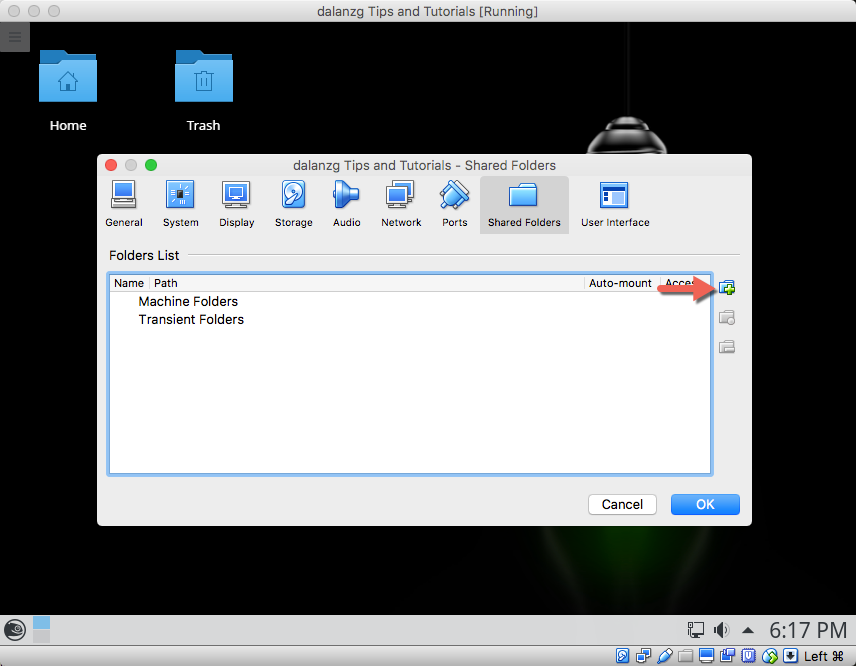 dalanzg Tips and Tutorials [Running]
Home Trash
dalanzg Tips and Tutorials - Shared Folders
General System Display Storage Audio Network Ports Shared Folders User Interface
Folders List
Name Path Auto-mount
Machine Folders
Transient Folders
Cancel OK
6:17 PM
Left ⌘